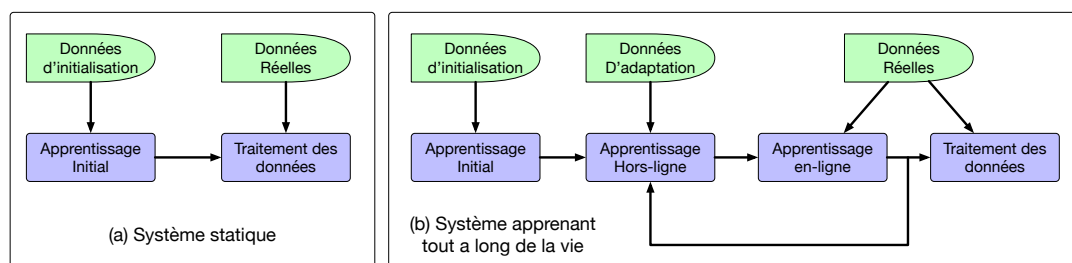 Données
d'initialisation
Données
Réelles
Apprentissage
Initial
Traitement des
données
(a) Système statique
Données
d'initialisation
Données
D'adaptation
Données
Réelles
Apprentissage
Initial
Apprentissage
Hors-ligne
Apprentissage
en-ligne
Traitement des
données
(b) Système apprenant
tout a long de la vie